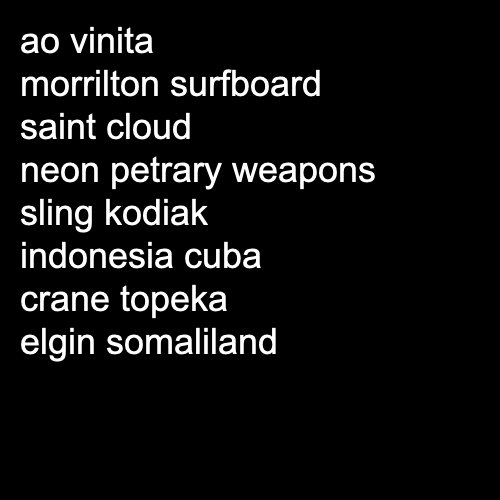 ao vinita
morrilton surfboard
saint cloud
neon petrary weapons
sling kodiak
indonesia cuba
crane topeka
elgin somaliland